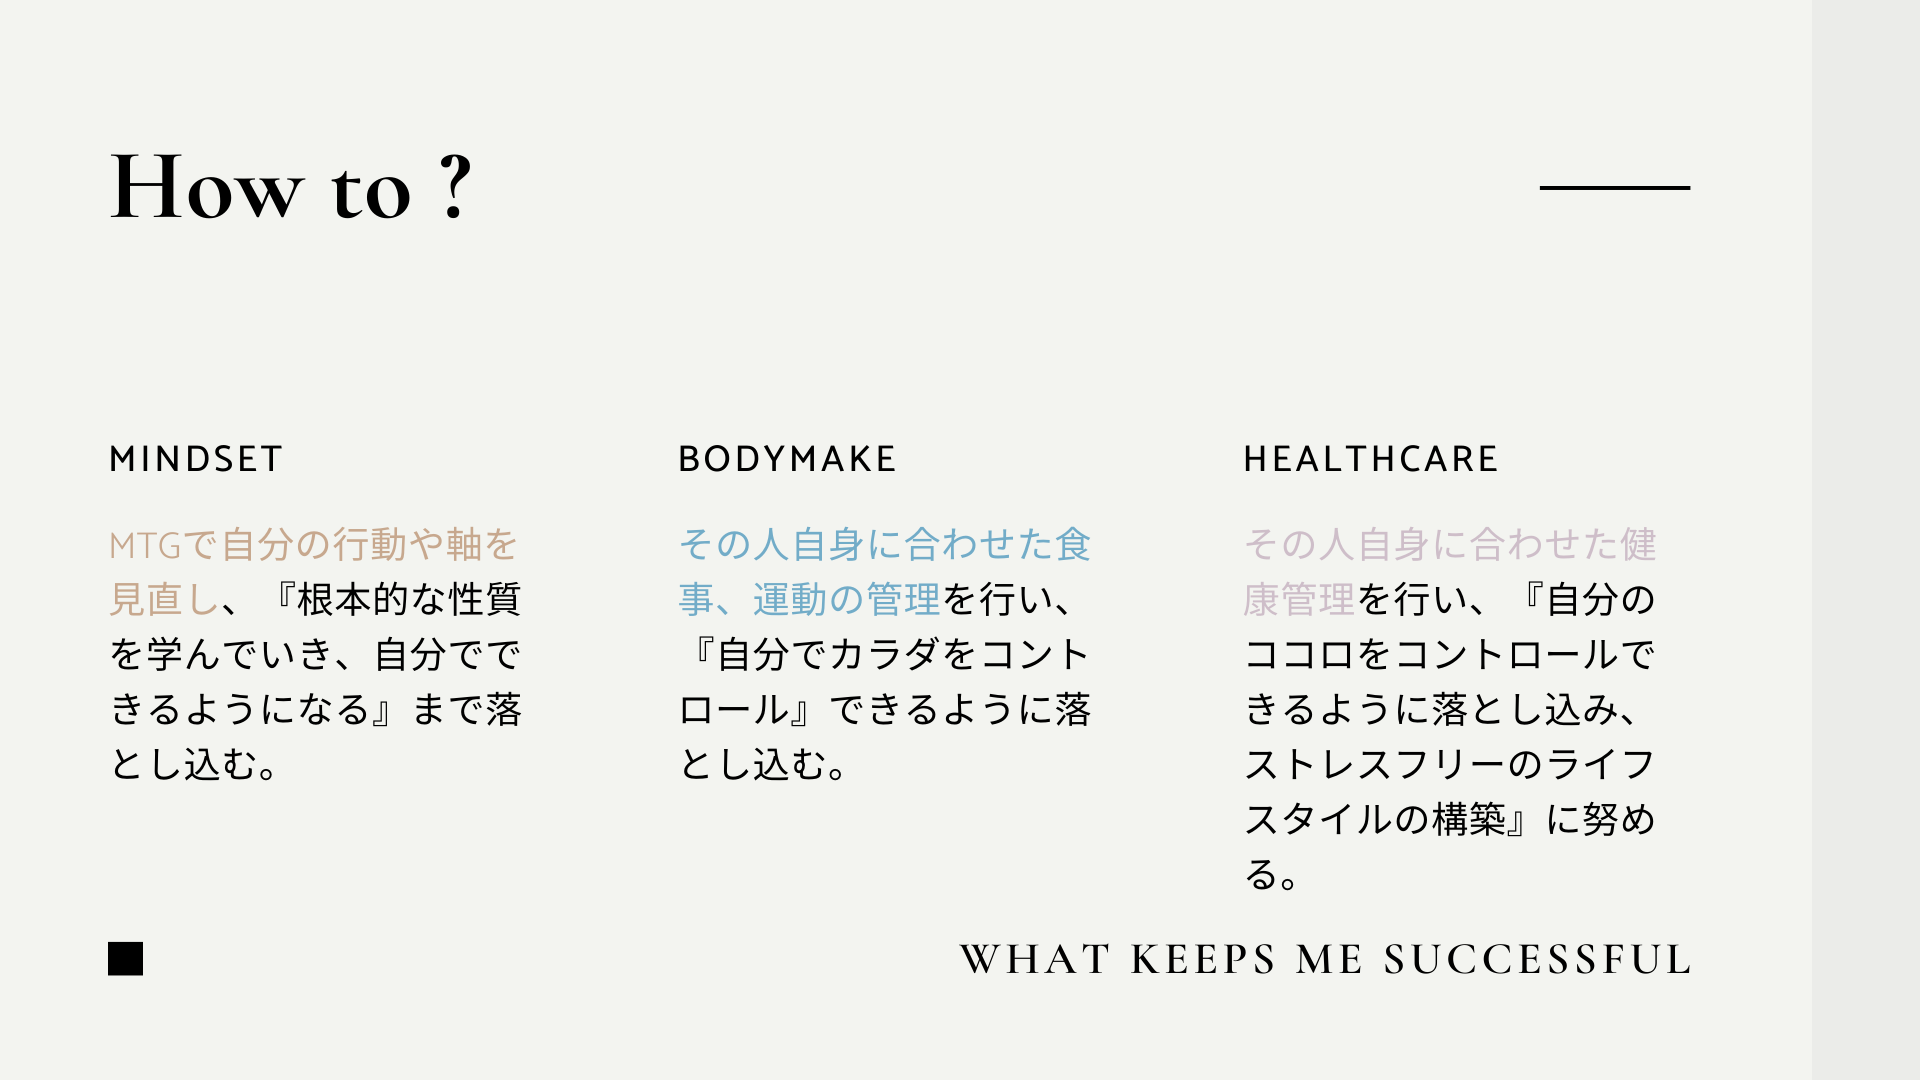 How to ?
MINDSET
MTGで自分の行動や軸を
見直し、『根本的な性質
を学んでいき、自分でで
きるようになる』まで落
とし込む。
BODYMAKE
その人自身に合わせた食
事、運動の管理を行い、
『自分でカラダをコント
ロール』できるように落
とし込む。
HEALTHCARE
その人自身に合わせた健
康管理を行い、『自分の
ココロをコントロールで
きるように落とし込み、
ストレスフリーのライフ
スタイルの構築』に努め
る。
WHAT KEEPS ME SUCCESSFUL